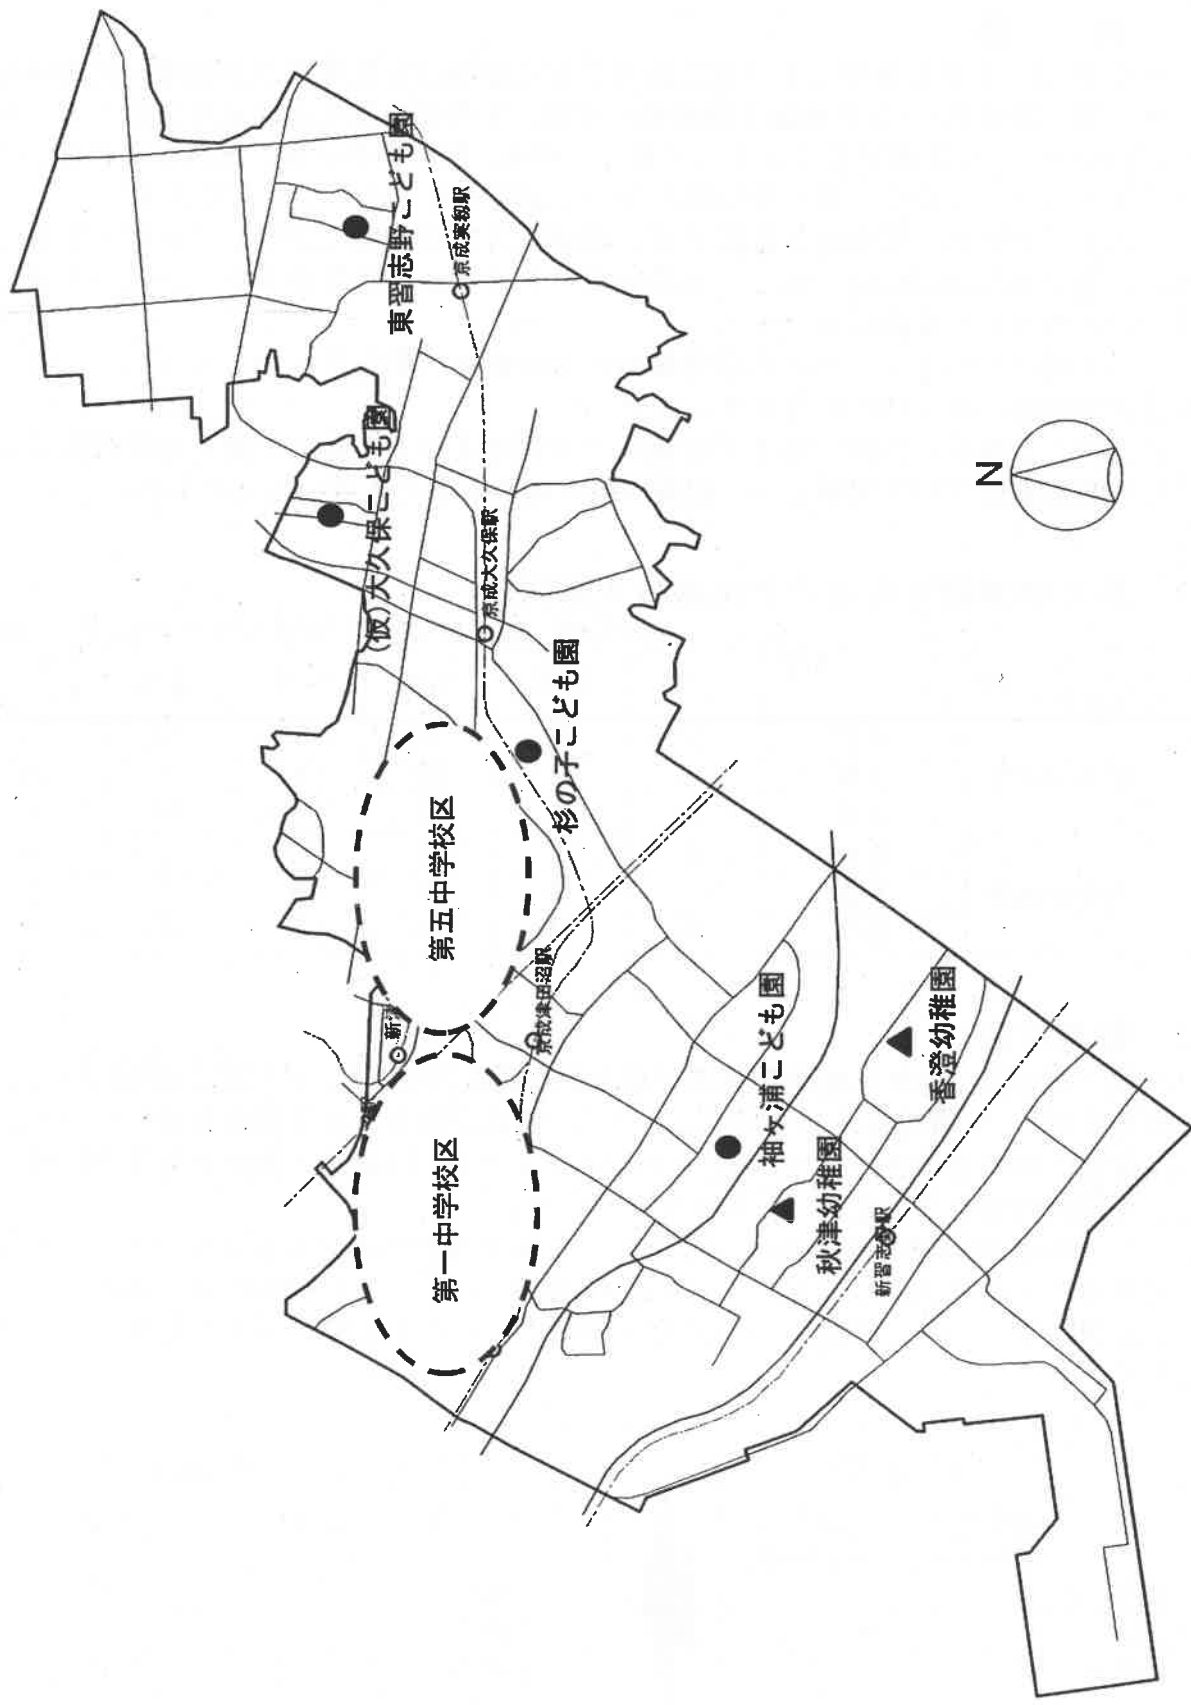 東習志野こども園
京成実籾駅
(仮)大久保こども園
京成大久保駅
杉の子こども園
第五中学校区
京成津田沼駅
新
第一中学校区
袖ケ浦こども園
香澄幼稚園
秋津幼稚園
新習志野駅
N